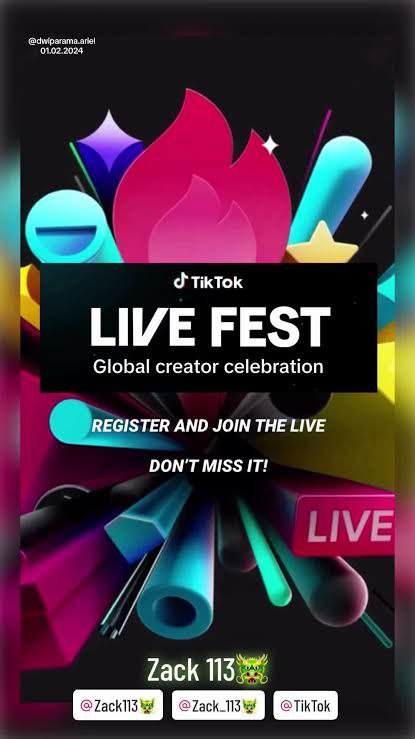 @dwiparama.ariel
01.02.2024
TikTok
LIVE FEST
Global creator celebration
REGISTER AND JOIN THE LIVE
DON'T MISS IT!
LIVE
Zack 113🐲
@Zack113🐲 @Zack_113🐲 @TikTok